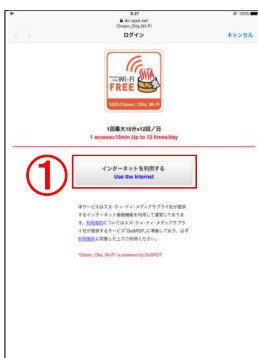 8:21
100%
do-spot.net
Onsen_Oita_Wi-Fi
ログイン
キャンセル
Wi-Fi
FREE
SSID:Onsen_Oita_Wi-Fi
1回最大15分x12回／日
1 access:15min.Up to 12 times/day
①
インターネットを利用する
Use the Internet
本サービスはエヌ・ティ・ティ・メディアサプライ社が提供
するインターネット接続機能を利用して運営しておりま
す。利用規約についてはエヌ・ティ・ティ・メディアサプラ
イ社が提供するサービス"DoSPOT"に準拠しており、必ず
利用規約に同意した上でご利用ください。
"Onsen_Oita_Wi-Fi" is powered by DoSPOT.